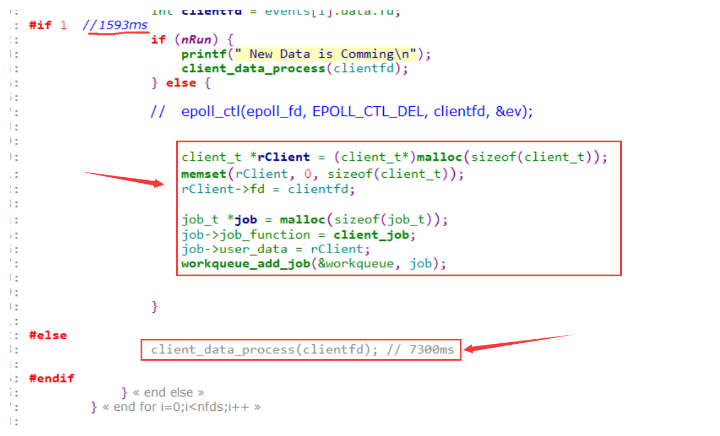 int clientfd = events[i].data.fd;
#if 1 //1593ms
if (nRun) {
printf(" New Data is Comming\n");
client_data_process(clientfd);
} else {
// epoll_ctl(epoll_fd, EPOLL_CTL_DEL, clientfd, &ev);
client_t *rClient = (client_t*)malloc(sizeof(client_t));
memset(rClient, 0, sizeof(client_t));
rClient->fd = clientfd;
job_t *job = malloc(sizeof(job_t));
job->job_function = client_job;
job->user_data = rClient;
workqueue_add_job(&workqueue, job);
}
#else
client_data_process(clientfd); // 7300ms
#endif
} « end else »
} « end for i=0;i<nfds;i++ »